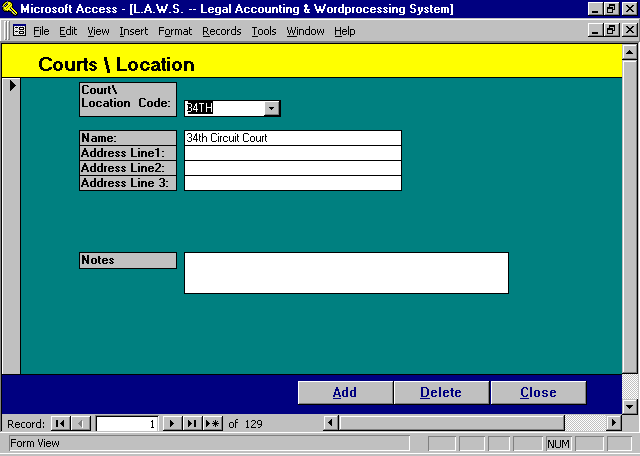 Microsoft Access - [L.A.W.S. -- Legal Accounting & Wordprocessing System]
File Edit View Insert Format Records Tools Window Help
Courts \ Location
Court\
Location Code: 34TH
Name: 34th Circuit Court
Address Line1:
Address Line2:
Address Line 3:
Notes
Add Delete Close
Record: 1 of 129
Form View NUM